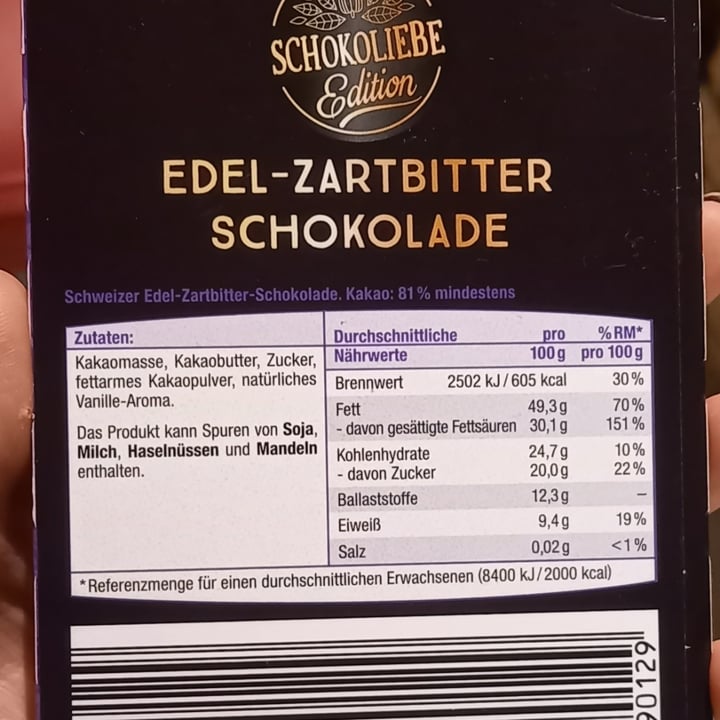 SCHOKOLIEBE
Edition
EDEL-ZARTBITTER
SCHOKOLADE
Schweizer Edel-Zartbitter-Schokolade. Kakao: 81 % mindestens
Zutaten:
Kakaomasse, Kakaobutter, Zucker,
fettarmes Kakaopulver, natürliches
Vanille-Aroma.
Das Produkt kann Spuren von Soja,
Milch, Haselnüssen und Mandeln
enthalten.
Durchschnittliche pro % RM*
Nährwerte 100 g pro 100 g
Brennwert 2502 kJ / 605 kcal 30 %
Fett 49,3 g 70 %
- davon gesättigte Fettsäuren 30,1 g 151 %
Kohlenhydrate 24,7 g 10 %
- davon Zucker 20,0 g 22 %
Ballaststoffe 12,3 g –
Eiweiß 9,4 g 19 %
Salz 0,02 g <1 %
*Referenzmenge für einen durchschnittlichen Erwachsenen (8400 kJ / 2000 kcal)
90129